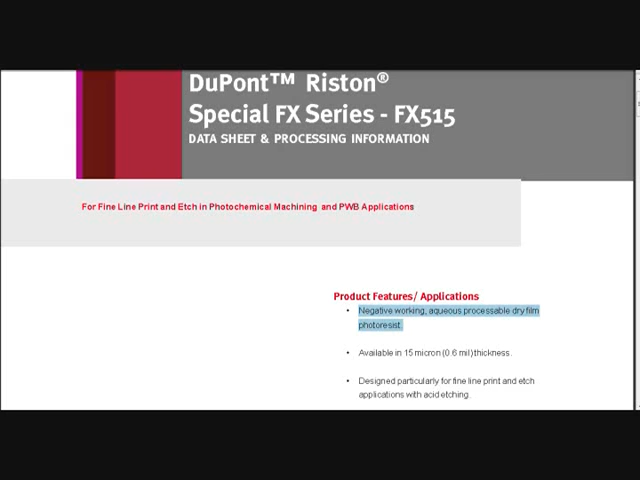 DuPont™ Riston®
Special FX Series - FX515
DATA SHEET & PROCESSING INFORMATION
For Fine Line Print and Etch in Photochemical Machining and PWB Applications
Product Features/ Applications
• Negative working, aqueous processable dry film
photoresist.
• Available in 15 micron (0.6 mil) thickness.
• Designed particularly for fine line print and etch
applications with acid etching.